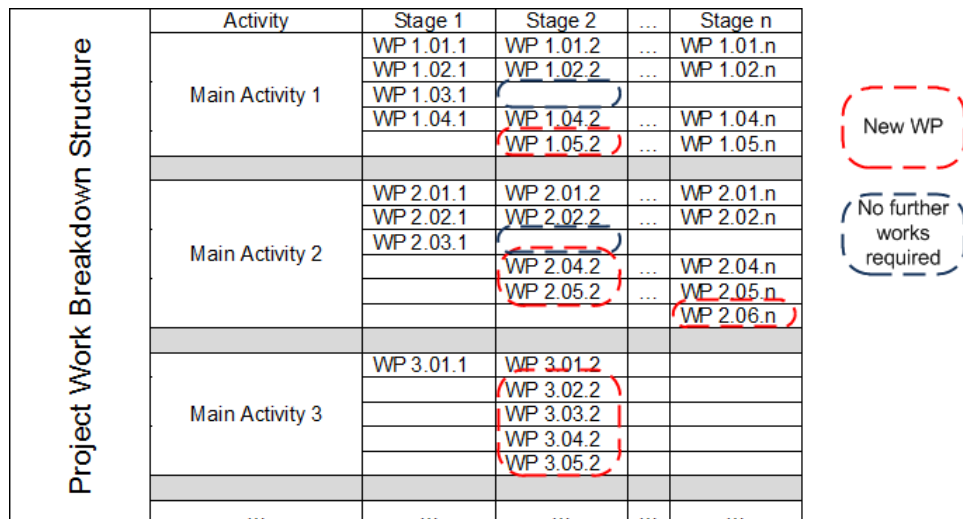 Project Work Breakdown Structure
Activity Stage 1 Stage 2 ... Stage n
Main Activity 1
WP 1.01.1 WP 1.01.2 ... WP 1.01.n
WP 1.02.1 WP 1.02.2 ... WP 1.02.n
WP 1.03.1
WP 1.04.1 WP 1.04.2 ... WP 1.04.n
WP 1.05.2 ... WP 1.05.n
Main Activity 2
WP 2.01.1 WP 2.01.2 ... WP 2.01.n
WP 2.02.1 WP 2.02.2 ... WP 2.02.n
WP 2.03.1
WP 2.04.2 ... WP 2.04.n
WP 2.05.2 ... WP 2.05.n
WP 2.06.n
Main Activity 3
WP 3.01.1 WP 3.01.2
WP 3.02.2
WP 3.03.2
WP 3.04.2
WP 3.05.2
... ... ... ... ...
New WP
No further
works
required